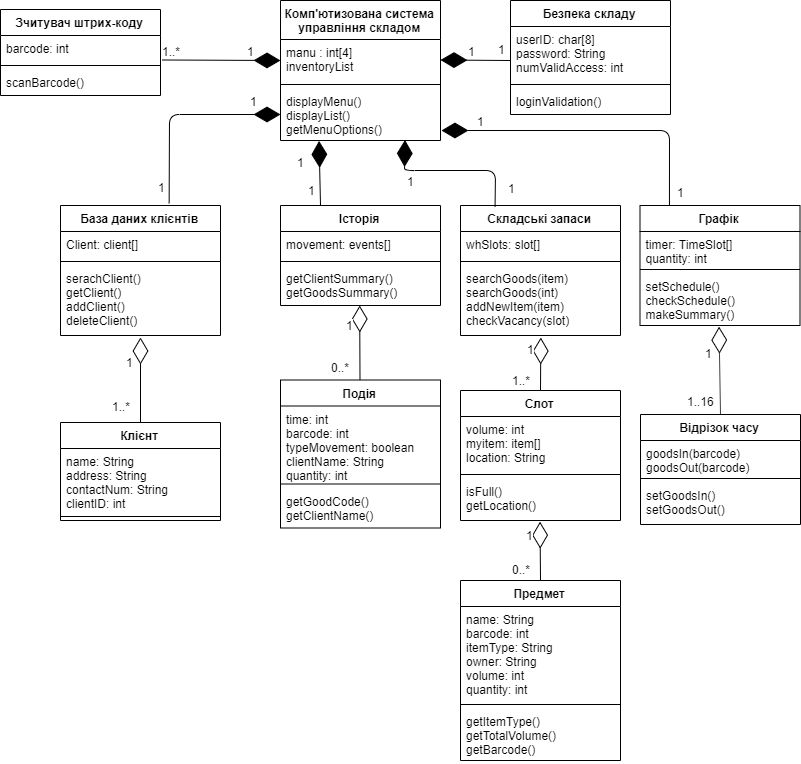 Зчитувач штрих-коду
barcode: int
scanBarcode()
1..*
1
Комп'ютизована система
управління складом
manu : int[4]
inventoryList
displayMenu()
displayList()
getMenuOptions()
1
1
Безпека складу
userID: char[8]
password: String
numValidAccess: int
loginValidation()
1
1
1
1
1
1
1
1
База даних клієнтів
Client: client[]
serachClient()
getClient()
addClient()
deleteClient()
Історія
movement: events[]
getClientSummary()
getGoodsSummary()
Складські запаси
whSlots: slot[]
searchGoods(item)
searchGoods(int)
addNewItem(item)
checkVacancy(slot)
Графік
timer: TimeSlot[]
quantity: int
setSchedule()
checkSchedule()
makeSummary()
1
1..*
1
0..*
1
1..*
1
1..16
Клієнт
name: String
address: String
contactNum: String
clientID: int
Подія
time: int
barcode: int
typeMovement: boolean
clientName: String
quantity: int
getGoodCode()
getClientName()
Слот
volume: int
myitem: item[]
location: String
isFull()
getLocation()
Відрізок часу
goodsIn(barcode)
goodsOut(barcode)
setGoodsIn()
setGoodsOut()
1
0..*
Предмет
name: String
barcode: int
itemType: String
owner: String
volume: int
quantity: int
getItemType()
getTotalVolume()
getBarcode()